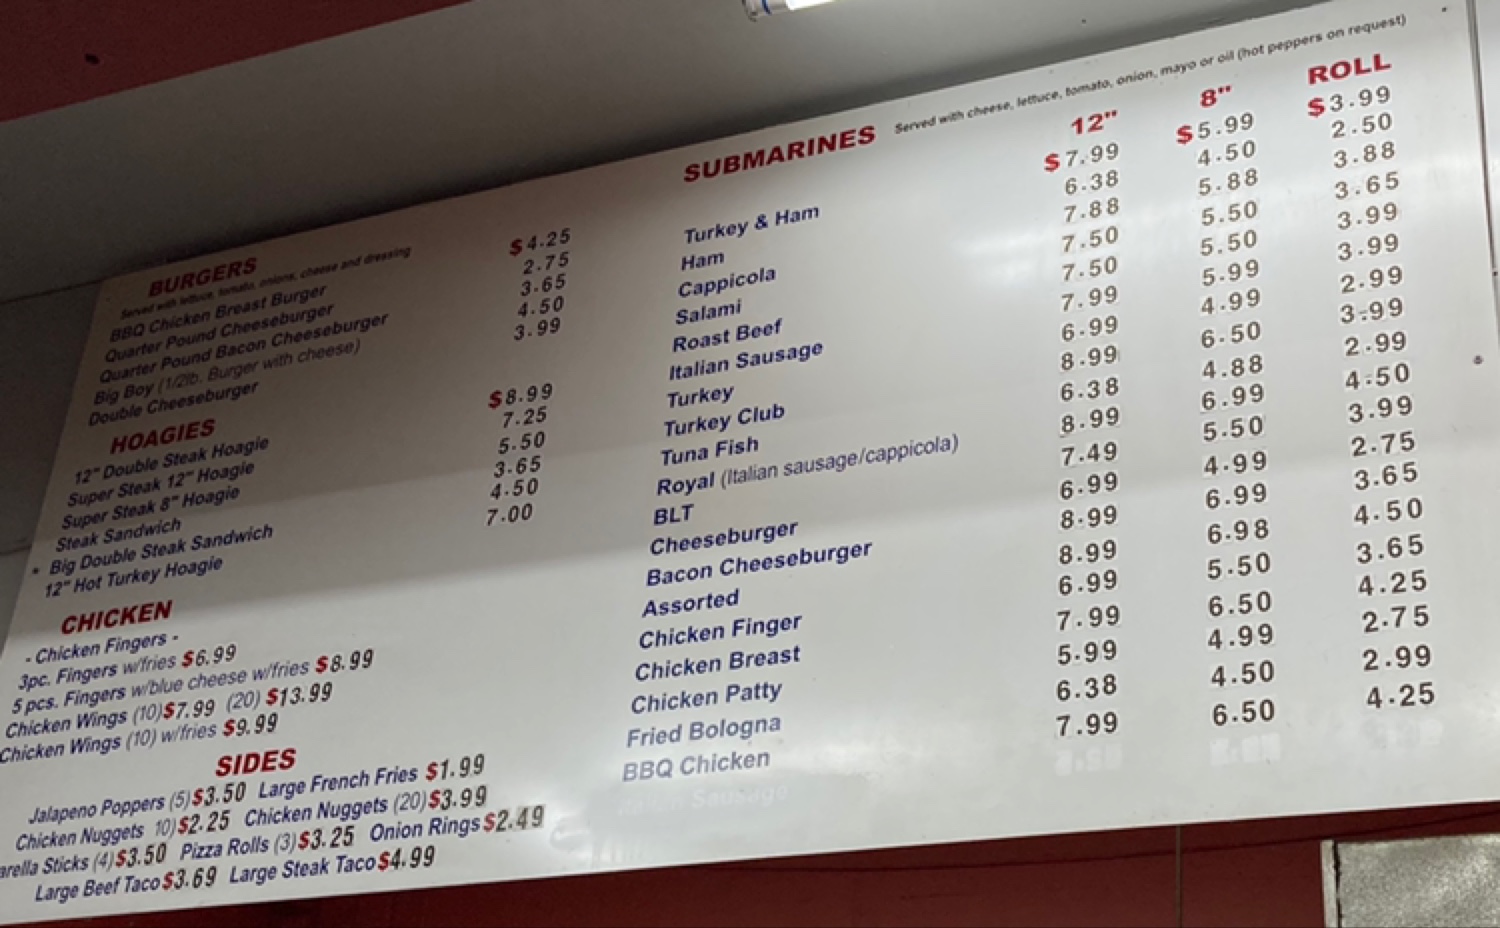 BURGERS
Served with lettuce, tomato, onions, cheese and dressing
BBQ Chicken Breast Burger $4.25
Quarter Pound Cheeseburger 2.75
Quarter Pound Bacon Cheeseburger 3.65
Big Boy (1/2lb. Burger with cheese) 4.50
Double Cheeseburger 3.99
HOAGIES
12" Double Steak Hoagie $8.99
Super Steak 12" Hoagie 7.25
Super Steak 8" Hoagie 5.50
Steak Sandwich 3.65
• Big Double Steak Sandwich 4.50
12" Hot Turkey Hoagie 7.00
CHICKEN
- Chicken Fingers -
3pc. Fingers w/fries $6.99
5 pcs. Fingers w/blue cheese w/fries $8.99
Chicken Wings (10)$7.99 (20) $13.99
Chicken Wings (10) w/fries $9.99
SIDES
Jalapeno Poppers (5)$3.50 Large French Fries $1.99
Chicken Nuggets 10)$2.25 Chicken Nuggets (20)$3.99
arella Sticks (4)$3.50 Pizza Rolls (3)$3.25 Onion Rings $2.49
Large Beef Taco $3.69 Large Steak Taco $4.99
SUBMARINES Served with cheese, lettuce, tomato, onion, mayo or oil (hot peppers on request)
12" 8" ROLL
Turkey & Ham $7.99 $5.99 $3.99
Ham 6.38 4.50 2.50
Cappicola 7.88 5.88 3.88
Salami 7.50 5.50 3.65
Roast Beef 7.50 5.50 3.99
Italian Sausage 7.99 5.99 3.99
Turkey 6.99 4.99 2.99
Turkey Club 8.99 6.50 3.99
Tuna Fish 6.38 4.88 2.99
Royal (Italian sausage/cappicola) 8.99 6.99 4.50
BLT 7.49 5.50 3.99
Cheeseburger 6.99 4.99 2.75
Bacon Cheeseburger 8.99 6.99 3.65
Assorted 8.99 6.98 4.50
Chicken Finger 6.99 5.50 3.65
Chicken Breast 7.99 6.50 4.25
Chicken Patty 5.99 4.99 2.75
Fried Bologna 6.38 4.50 2.99
BBQ Chicken 7.99 6.50 4.25
Sausage